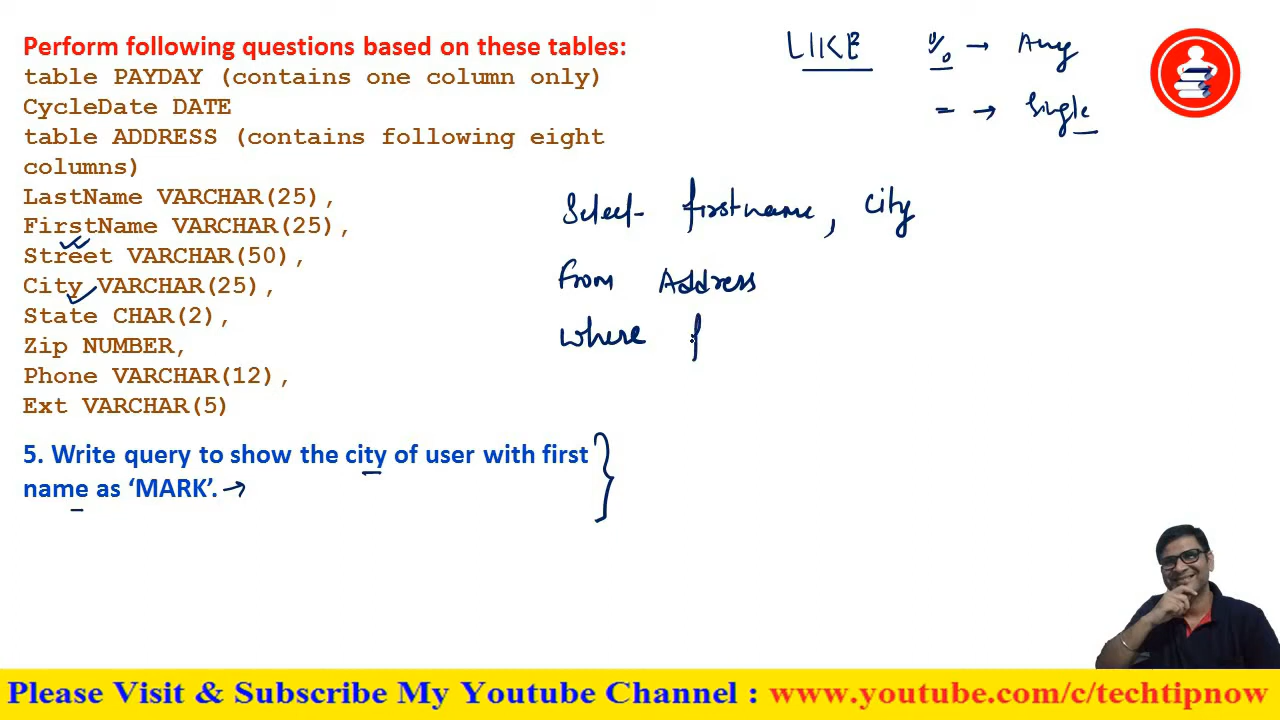 Perform following questions based on these tables:
table PAYDAY (contains one column only)
CycleDate DATE
table ADDRESS (contains following eight
columns)
LastName VARCHAR(25),
FirstName VARCHAR(25),
Street VARCHAR(50),
City VARCHAR(25),
State CHAR(2),
Zip NUMBER,
Phone VARCHAR(12),
Ext VARCHAR(5)
5. Write query to show the city of user with first
name as ‘MARK’. →
LIKE % → Any
_ → Single
Select firstname, City
from Address
where f
Please Visit & Subscribe My Youtube Channel : www.youtube.com/c/techtipnow